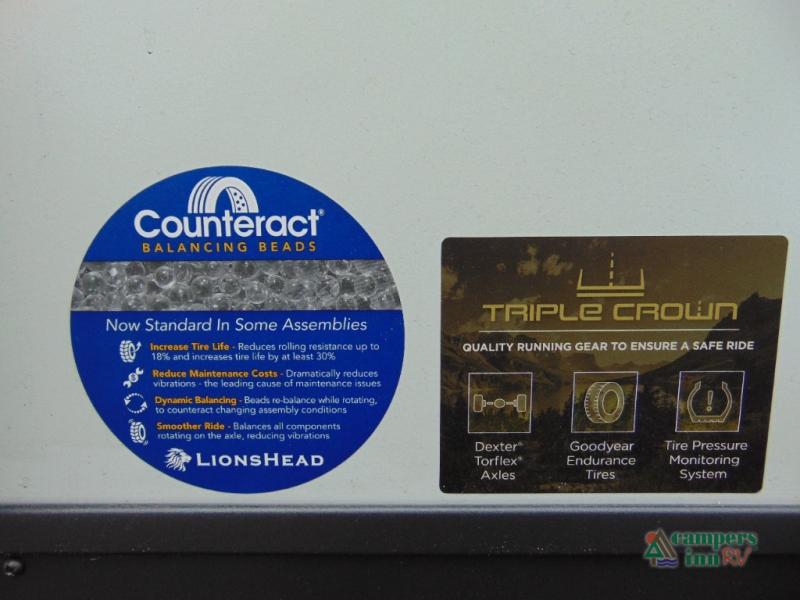 Counteract®
BALANCING BEADS
Now Standard In Some Assemblies
Increase Tire Life - Reduces rolling resistance up to
18% and increases tire life by at least 30%
Reduce Maintenance Costs - Dramatically reduces
vibrations - the leading cause of maintenance issues
Dynamic Balancing - Beads re-balance while rotating,
to counteract changing assembly conditions
Smoother Ride - Balances all components
rotating on the axle, reducing vibrations
LIONSHEAD
TRIPLE CROWN
QUALITY RUNNING GEAR TO ENSURE A SAFE RIDE
Dexter®
Torflex®
Axles
Goodyear
Endurance
Tires
Tire Pressure
Monitoring
System
campers
inn RV